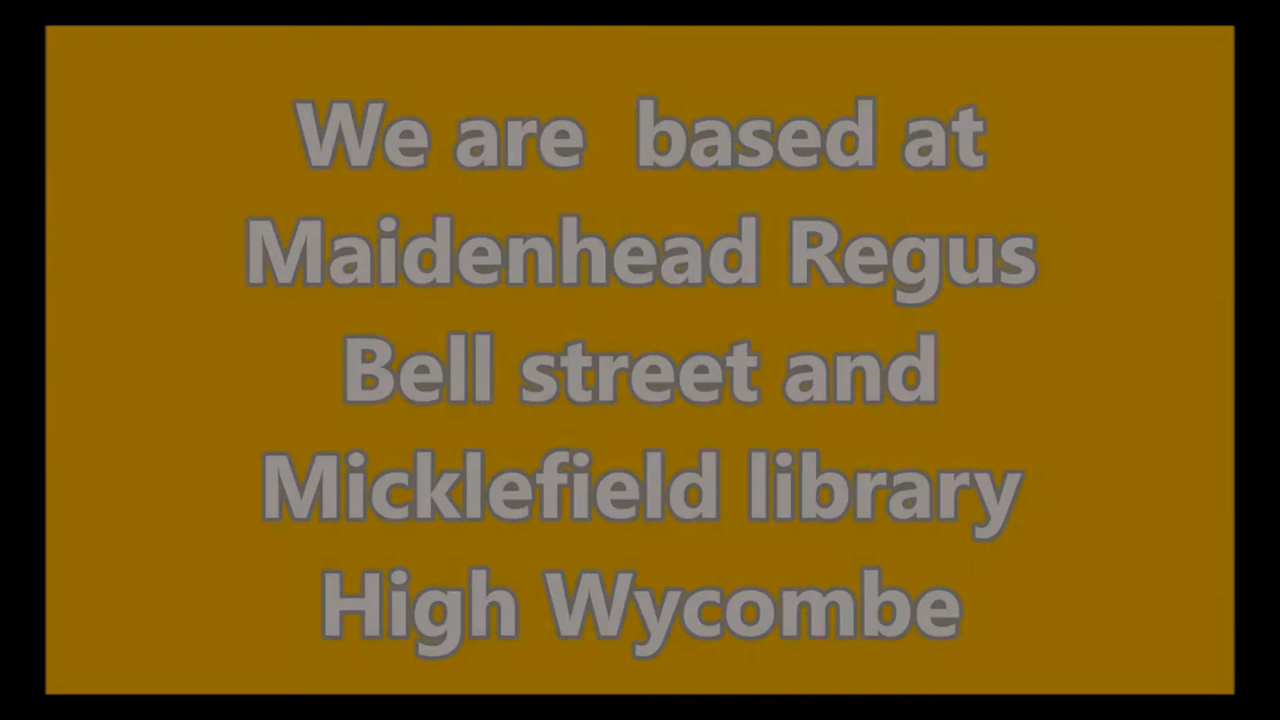 We are  based at
Maidenhead Regus
Bell street and
Micklefield library
High Wycombe